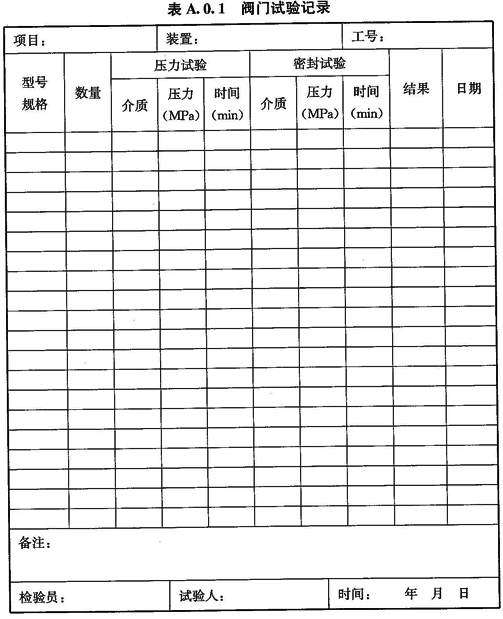 表 A.0.1 阀门试验记录
项目： 装置： 工号：
型号规格 数量 压力试验 密封试验 结果 日期
介质 压力(MPa) 时间(min) 介质 压力(MPa) 时间(min)
备注：
检验员： 试验人： 时间： 年 月 日